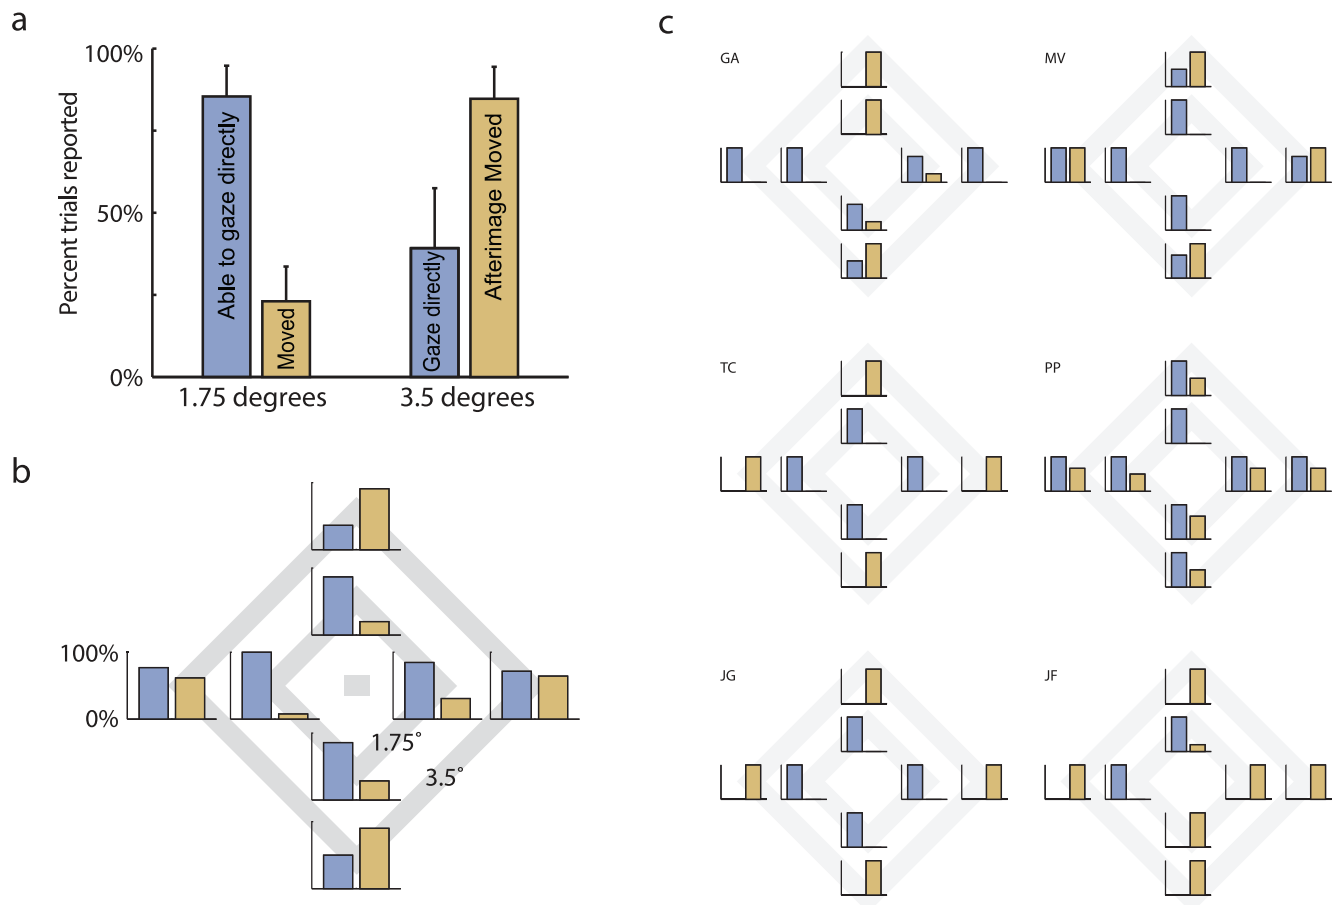 a
100%
50%
0%
Percent trials reported
Able to gaze directly
Moved
Gaze directly
Afterimage Moved
1.75 degrees
3.5 degrees
b
100%
0%
1.75°
3.5°
c
GA
MV
TC
PP
JG
JF